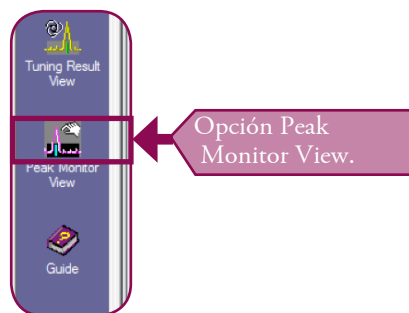 Tuning Result
View
Opción Peak
Monitor View.
Peak Monitor
View
Guide